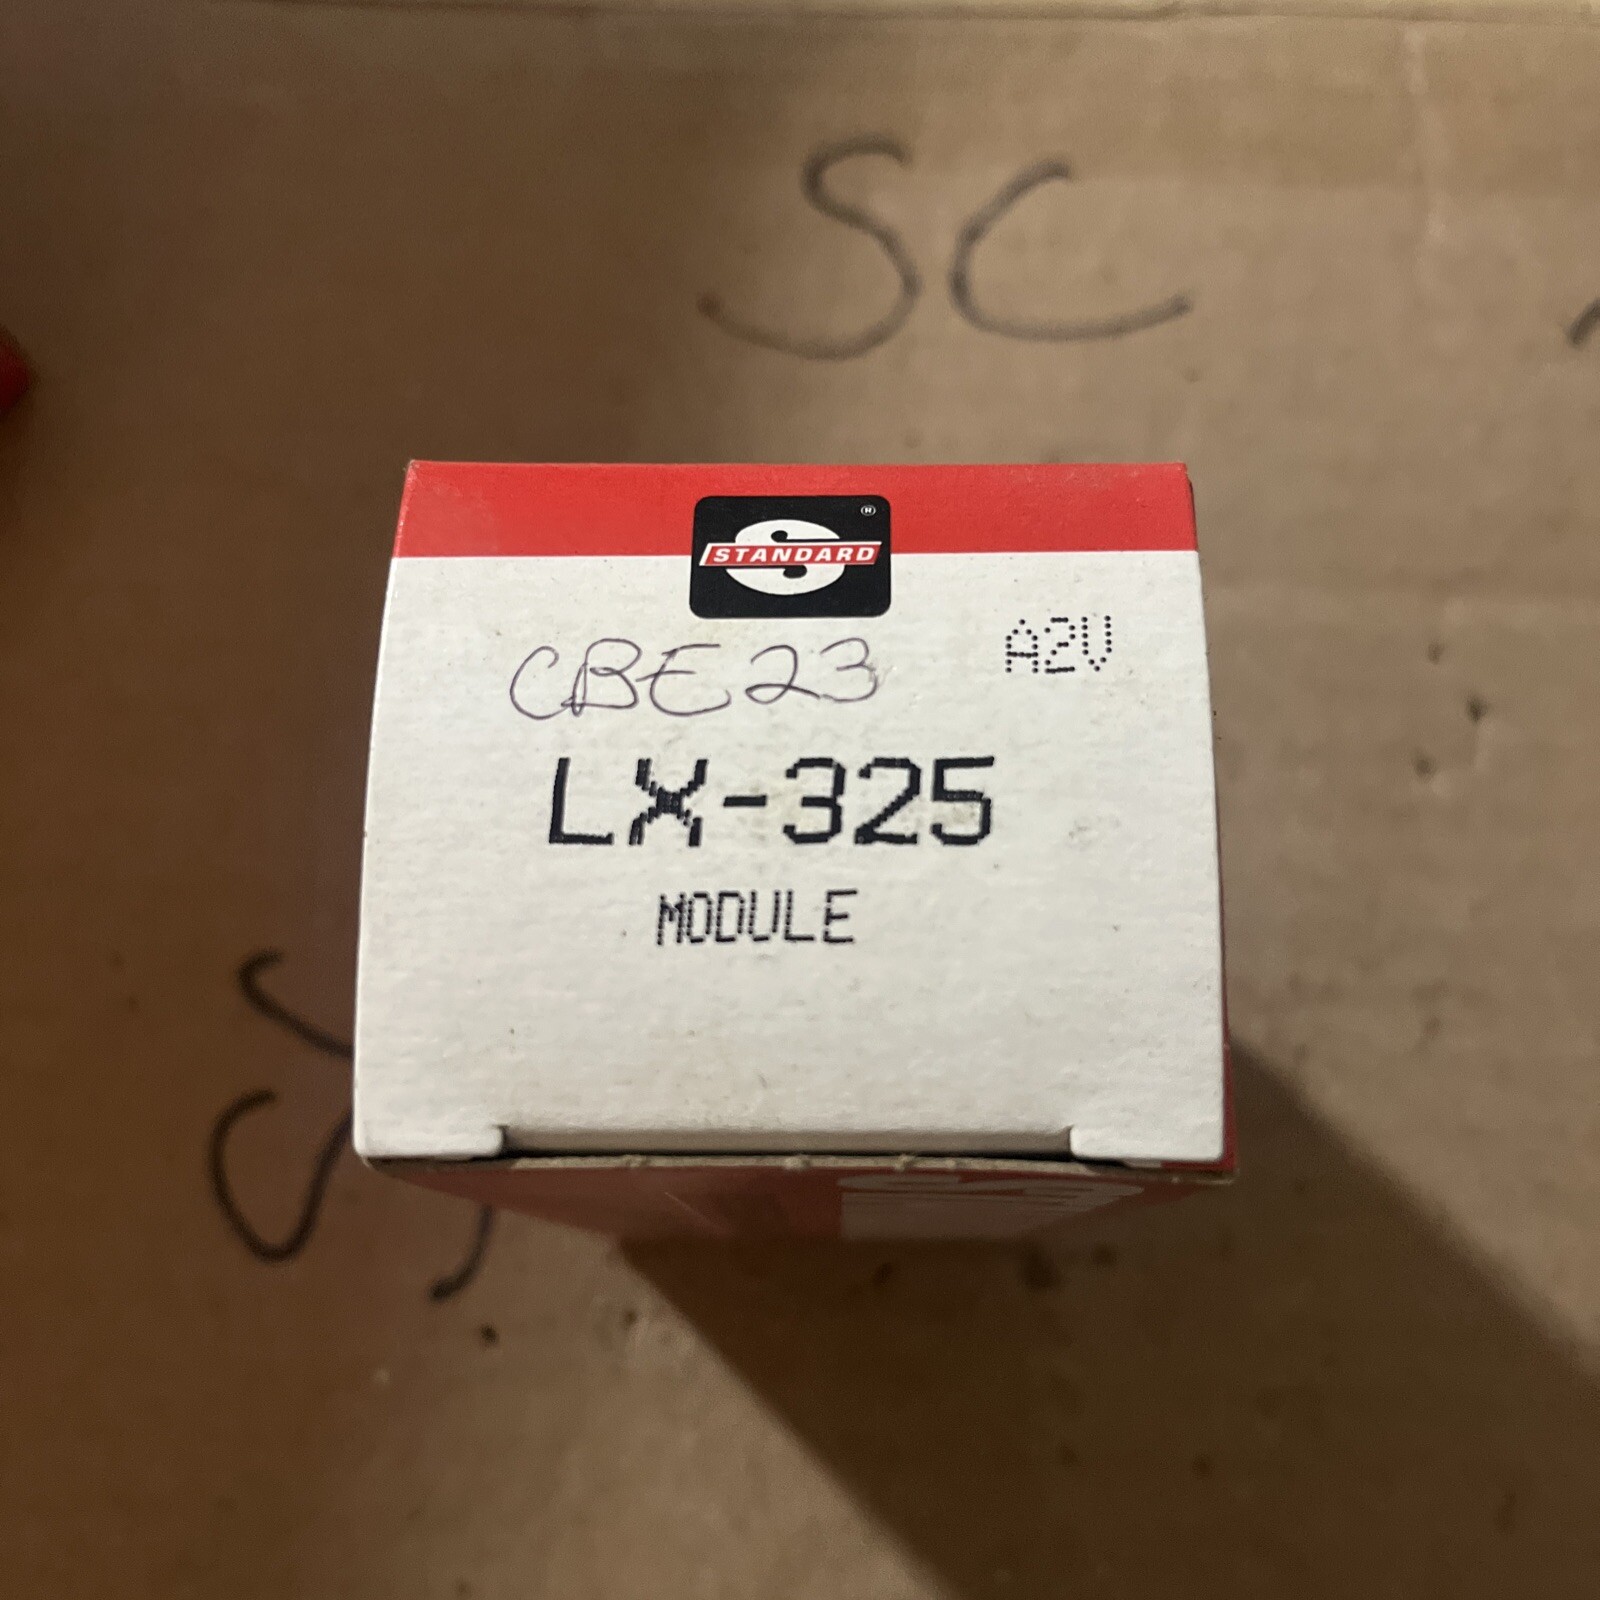 SC
STANDARD
®
A2V
CBE23
LX-325
MODULE